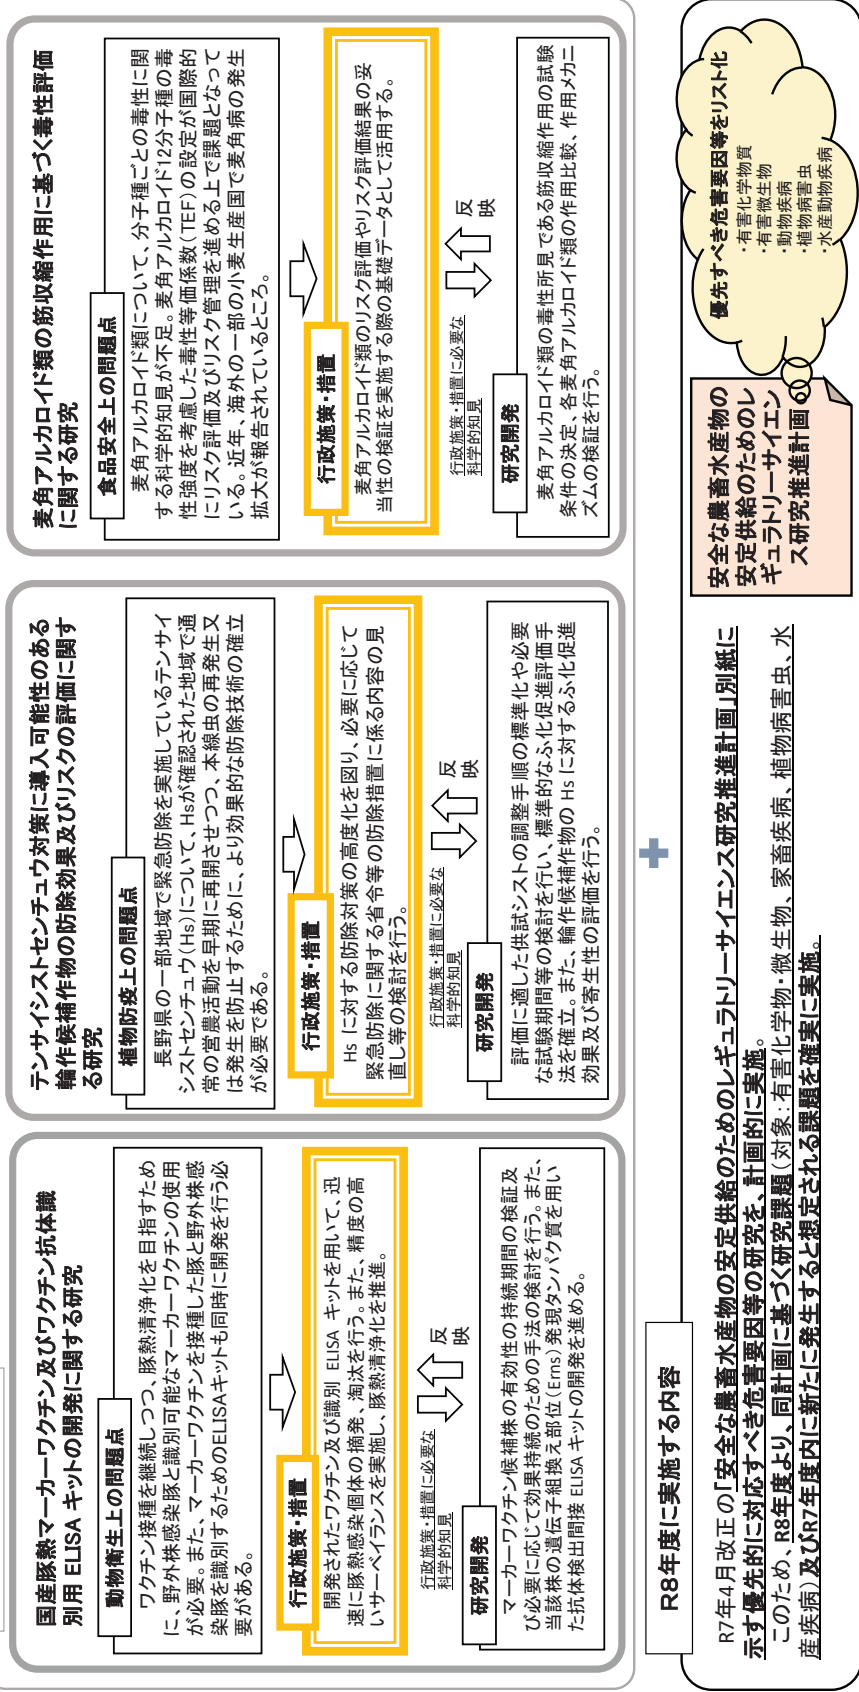 国産豚熱マーカーワクチン及びワクチン抗体識
別用 ELISA キットの開発に関する研究
動物衛生上の問題点
ワクチン接種を継続しつつ、豚熱清浄化を目指すため
に、野外株感染豚と識別可能なマーカーワクチンの使用
が必要。また、マーカーワクチンを接種した豚と野外株感
染豚を識別するためのELISAキットも同時に開発を行う必
要がある。
行政施策・措置
開発されたワクチン及び識別 ELISA キットを用いて、迅
速に豚熱感染個体の摘発、淘汰を行う。また、精度の高
いサーベイランスを実施し、豚熱清浄化を推進。
行政施策・措置に必要な
科学的知見
反
映
研究開発
マーカーワクチン候補株の有効性の持続期間の検証及
び必要に応じて効果持続のための手法の検討を行う。また、
当該株の遺伝子組換え部位(Erns)発現タンパク質を用い
た抗体検出間接 ELISA キットの開発を進める。
テンサイシストセンチュウ対策に導入可能性のある
輪作候補作物の防除効果及びリスクの評価に関す
る研究
植物防疫上の問題点
長野県の一部地域で緊急防除を実施しているテンサイ
シストセンチュウ(Hs)について、Hsが確認された地域で通
常の営農活動を早期に再開させつつ、本線虫の再発生又
は発生を防止するために、より効果的な防除技術の確立
が必要である。
行政施策・措置
Hs に対する防除対策の高度化を図り、必要に応じて
緊急防除に関する省令等の防除措置に係る内容の見
直し等の検討を行う。
行政施策・措置に必要な
科学的知見
反
映
研究開発
評価に適した供試シストの調整手順の標準化や必要
な試験期間等の検討を行い、標準的なふ化促進評価手
法を確立。また、輪作候補作物の Hs に対するふ化促進
効果及び寄生性の評価を行う。
麦角アルカロイド類の筋収縮作用に基づく毒性評価
に関する研究
食品安全上の問題点
麦角アルカロイド類について、分子種ごとの毒性に関
する科学的知見が不足。麦角アルカロイド12分子種の毒
性強度を考慮した毒性等価係数(TEF)の設定が国際的
にリスク評価及びリスク管理を進める上で課題となって
いる。近年、海外の一部の小麦生産国で麦角病の発生
拡大が報告されているところ。
行政施策・措置
麦角アルカロイド類のリスク評価やリスク評価結果の妥
当性の検証を実施する際の基礎データとして活用する。
行政施策・措置に必要な
科学的知見
反
映
研究開発
麦角アルカロイド類の毒性所見である筋収縮作用の試験
条件の決定、各麦角アルカロイド類の作用比較、作用メカニ
ズムの検証を行う。
R8年度に実施する内容
R7年4月改正の「安全な農畜水産物の安定供給のためのレギュラトリーサイエンス研究推進計画」別紙に
示す優先的に対応すべき危害要因等の研究を、計画的に実施。
このため、R8年度より、同計画に基づく研究課題(対象:有害化学物・微生物、家畜疾病、植物病害虫、水
産疾病)及びR7年度内に新たに発生すると想定される課題を確実に実施。
安全な農畜水産物の
安定供給のためのレ
ギュラトリーサイエン
ス研究推進計画
優先すべき危害要因等をリスト化
・有害化学物質
・有害微生物
・動物疾病
・植物病害虫
・水産動物疾病